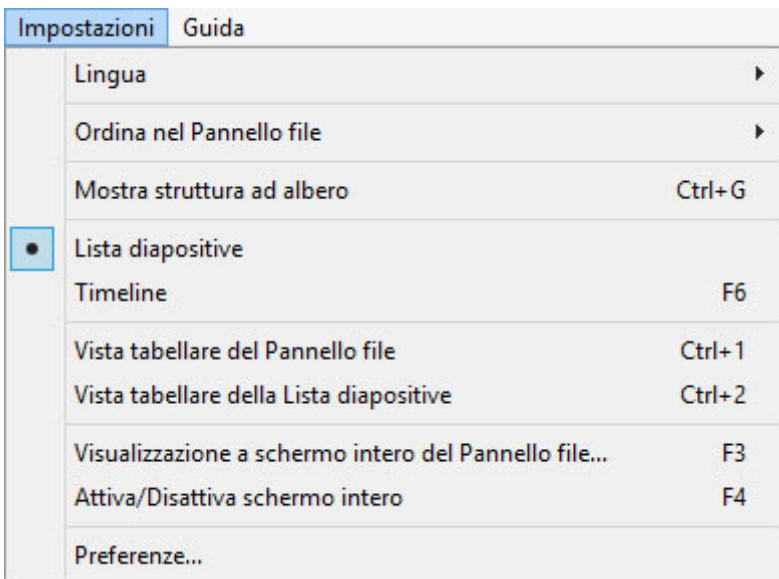 Impostazioni Guida
Lingua
Ordina nel Pannello file
Mostra struttura ad albero Ctrl+G
Lista diapositive
Timeline F6
Vista tabellare del Pannello file Ctrl+1
Vista tabellare della Lista diapositive Ctrl+2
Visualizzazione a schermo intero del Pannello file... F3
Attiva/Disattiva schermo intero F4
Preferenze...